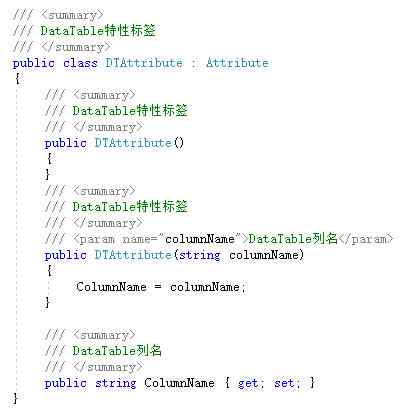 /// <summary>
/// DataTable特性标签
/// </summary>
public class DTAttribute : Attribute
{
/// <summary>
/// DataTable特性标签
/// </summary>
public DTAttribute()
{
}
/// <summary>
/// DataTable特性标签
/// </summary>
/// <param name="columnName">DataTable列名</param>
public DTAttribute(string columnName)
{
ColumnName = columnName;
}
/// <summary>
/// DataTable列名
/// </summary>
public string ColumnName { get; set; }
}